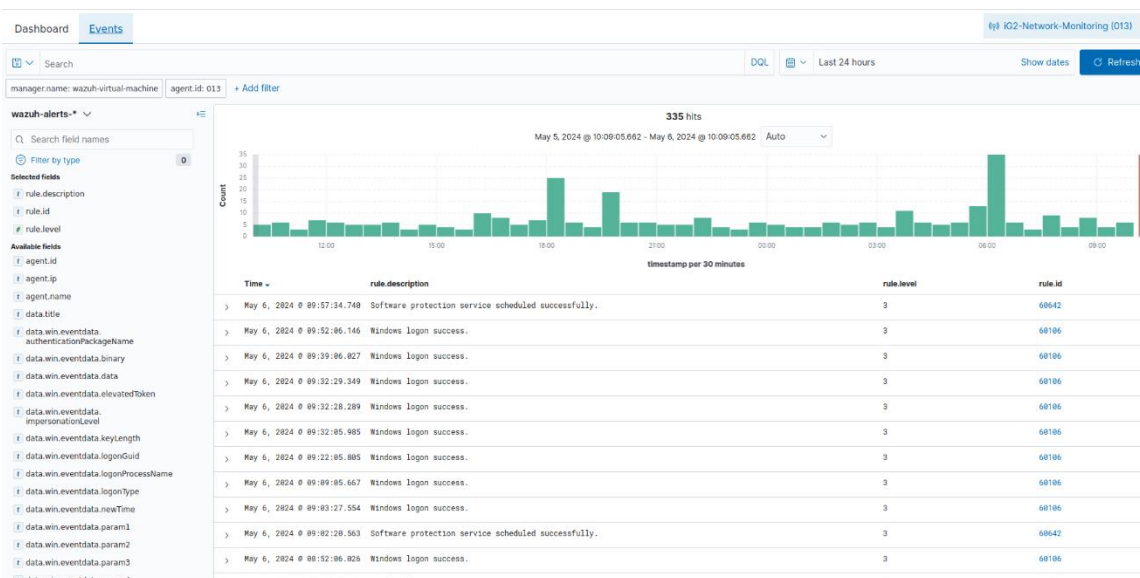 Dashboard Events iG2-Network-Monitoring (013)
Search DQL Last 24 hours Show dates Refresh
manager.name: wazuh-virtual-machine agent.id: 013 + Add filter
wazuh-alerts-*
Search field names
Filter by type 0
Selected fields
t rule.description
t rule.id
# rule.level
Available fields
t agent.id
t agent.ip
t agent.name
t data.title
t data.win.eventdata.
authenticationPackageName
t data.win.eventdata.binary
t data.win.eventdata.data
t data.win.eventdata.elevatedToken
t data.win.eventdata.
impersonationLevel
t data.win.eventdata.keyLength
t data.win.eventdata.logonGuid
t data.win.eventdata.logonProcessName
t data.win.eventdata.logonType
t data.win.eventdata.newTime
t data.win.eventdata.param1
t data.win.eventdata.param2
t data.win.eventdata.param3
335 hits
May 5, 2024 @ 10:09:05.662 - May 6, 2024 @ 10:09:05.662 Auto
Count
35
30
25
20
15
10
5
0
12:00 15:00 18:00 21:00 00:00 03:00 06:00 09:00
timestamp per 30 minutes
Time rule.description rule.level rule.id
May 6, 2024 @ 09:57:34.740 Software protection service scheduled successfully. 3 60642
May 6, 2024 @ 09:52:06.146 Windows logon success. 3 60106
May 6, 2024 @ 09:39:06.027 Windows logon success. 3 60106
May 6, 2024 @ 09:32:29.349 Windows logon success. 3 60106
May 6, 2024 @ 09:32:28.289 Windows logon success. 3 60106
May 6, 2024 @ 09:32:05.985 Windows logon success. 3 60106
May 6, 2024 @ 09:22:05.805 Windows logon success. 3 60106
May 6, 2024 @ 09:09:05.667 Windows logon success. 3 60106
May 6, 2024 @ 09:03:27.554 Windows logon success. 3 60106
May 6, 2024 @ 09:02:20.563 Software protection service scheduled successfully. 3 60642
May 6, 2024 @ 08:52:06.026 Windows logon success. 3 60106